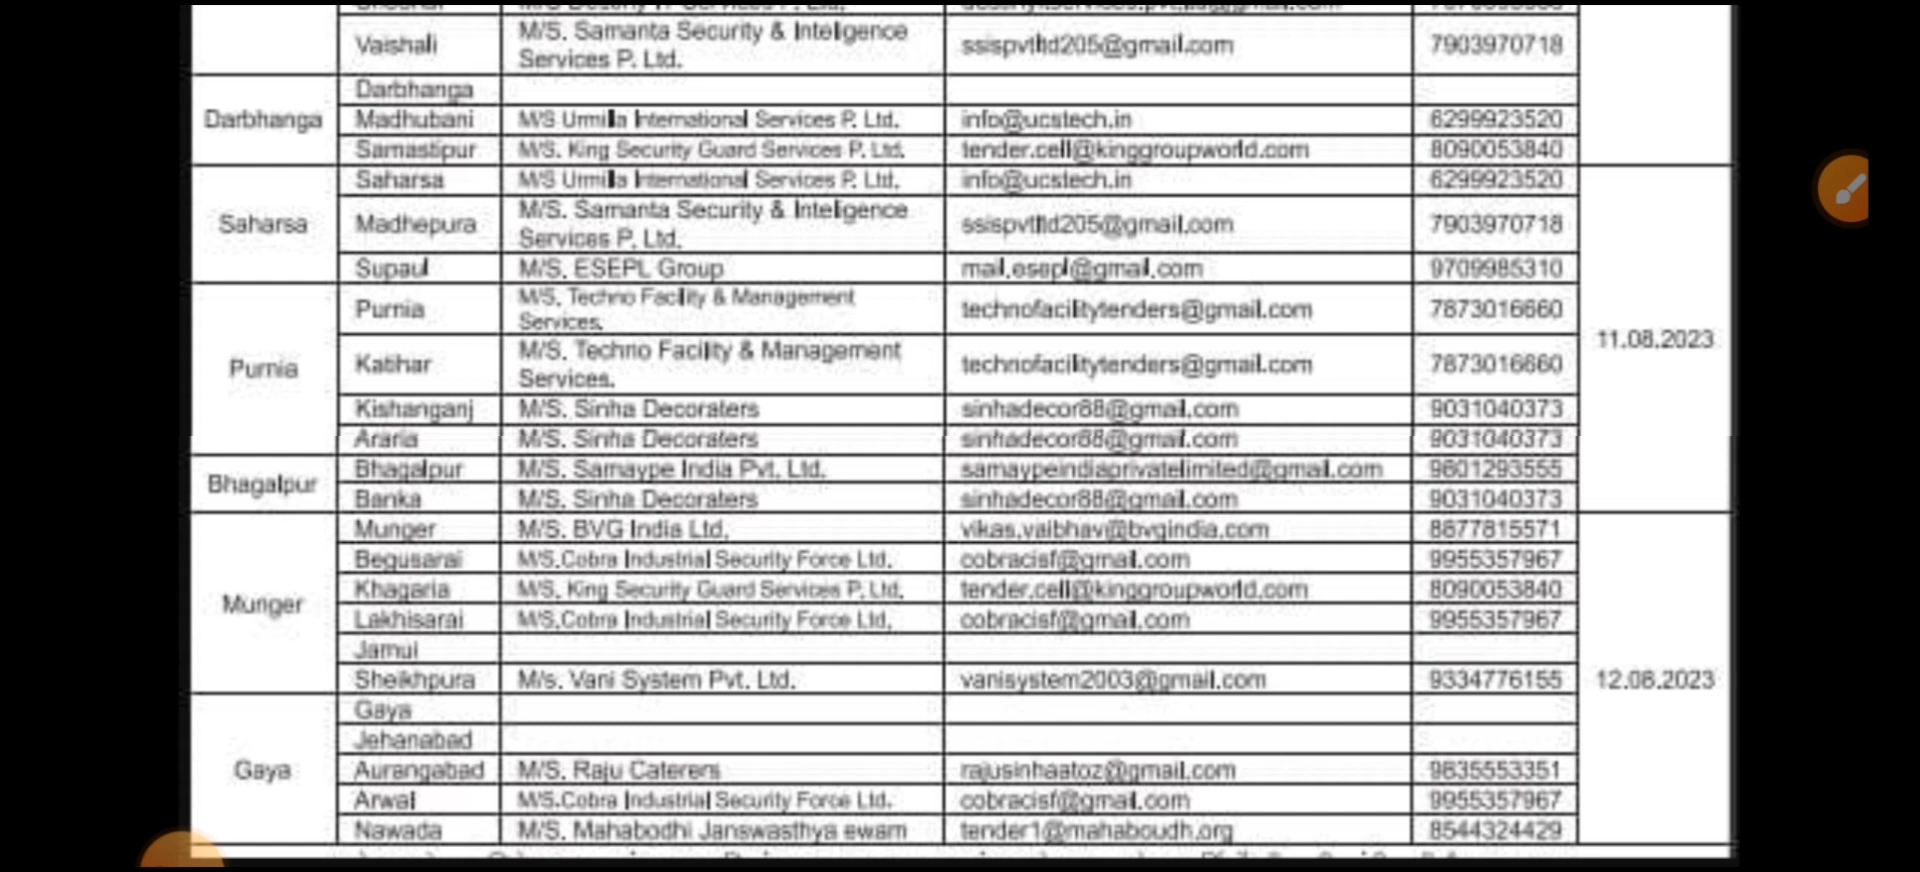 Vaishali M/S. Samanta Security & Inteligence Services P. Ltd. ssispvtltd205@gmail.com 7903970718
Darbhanga
Darbhanga Madhubani M/S Urmilla International Services P. Ltd. info@ucstech.in 6299923520
Samastipur M/S. King Security Guard Services P. Ltd. tender.cell@kinggroupworld.com 8090053840
Saharsa M/S Urmilla International Services P. Ltd. info@ucstech.in 6299923520
Saharsa Madhepura M/S. Samanta Security & Inteligence Services P. Ltd. ssispvtltd205@gmail.com 7903970718
Supaul M/S. ESEPL Group mail.esepl@gmail.com 9709985310
Purnia M/S. Techno Facility & Management Services. technofacilitytenders@gmail.com 7873016660
11.08.2023
Purnia Katihar M/S. Techno Facility & Management Services. technofacilitytenders@gmail.com 7873016660
Kishanganj M/S. Sinha Decoraters sinhadecor88@gmail.com 9031040373
Araria M/S. Sinha Decoraters sinhadecor88@gmail.com 9031040373
Bhagalpur Bhagalpur M/S. Samaype India Pvt. Ltd. samaypeindiaprivatelimited@gmail.com 9801293555
Banka M/S. Sinha Decoraters sinhadecor88@gmail.com 9031040373
Munger M/S. BVG India Ltd. vikas.vaibhav@bvgindia.com 8877815571
Begusarai M/S.Cobra Industrial Security Force Ltd. cobracisf@gmail.com 9955357967
Munger Khagaria M/S. King Security Guard Services P. Ltd. tender.cell@kinggroupworld.com 8090053840
Lakhisarai M/S.Cobra Industrial Security Force Ltd. cobracisf@gmail.com 9955357967
Jamui
Sheikhpura M/s. Vani System Pvt. Ltd. vanisystem2003@gmail.com 9334776155 12.08.2023
Gaya
Jehanabad
Gaya Aurangabad M/S. Raju Caterers rajusinhaatoz@gmail.com 9835553351
Arwal M/S.Cobra Industrial Security Force Ltd. cobracisf@gmail.com 9955357967
Nawada M/S. Mahabodhi Janswasthya ewam tender1@mahaboudh.org 8544324429